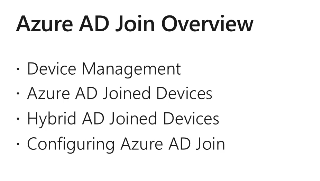 Azure AD Join Overview
· Device Management
· Azure AD Joined Devices
· Hybrid AD Joined Devices
· Configuring Azure AD Join